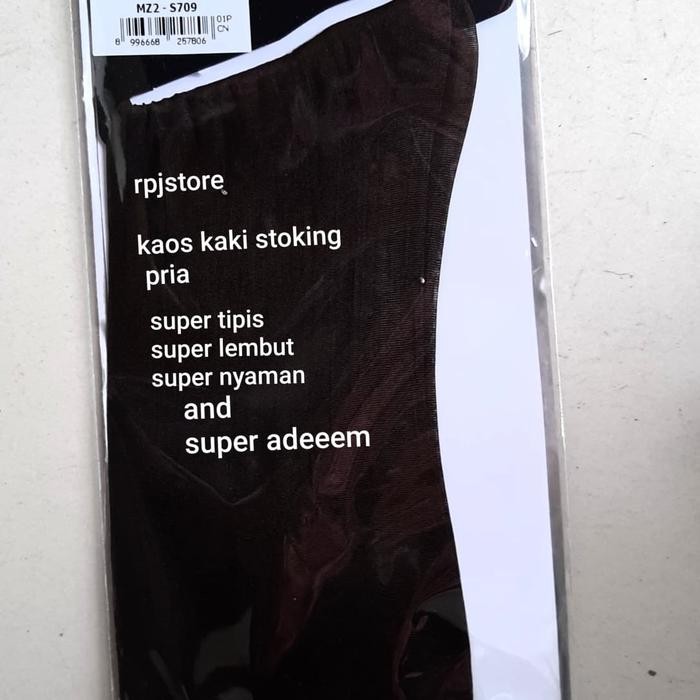 MZ2 - S709
01P
CN
8 996668 257806
rpjstore
kaos kaki stoking
pria
super tipis
super lembut
super nyaman
and
super adeeem